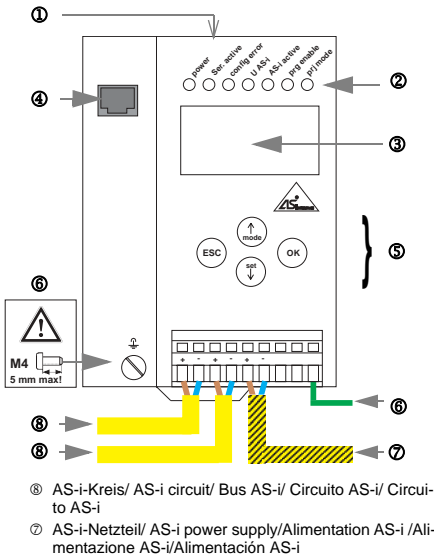 ①
power
Ser. active
config error
U AS-i
AS-i active
prg enable
prj mode
②
④
③
ESC
mode
OK
set
⑤
⑥
M4
5 mm max!
+ - + - + -
⑧
⑥
⑧
⑦
⑧ AS-i-Kreis/ AS-i circuit/ Bus AS-i/ Circuito AS-i/ Circui-
to AS-i
⑦ AS-i-Netzteil/ AS-i power supply/Alimentation AS-i /Ali-
mentazione AS-i/Alimentación AS-i